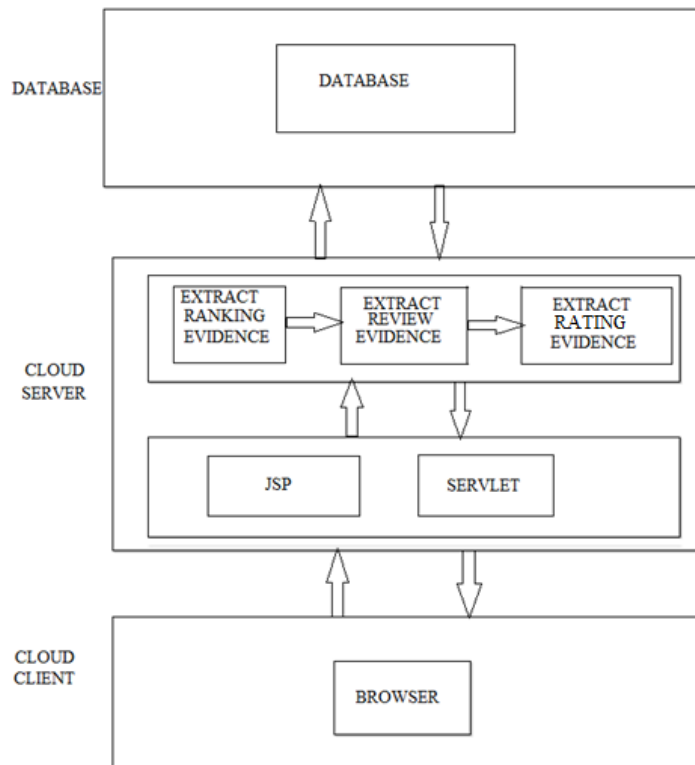 DATABASE
DATABASE
EXTRACT
RANKING
EVIDENCE
EXTRACT
REVIEW
EVIDENCE
EXTRACT
RATING
EVIDENCE
CLOUD
SERVER
JSP
SERVLET
CLOUD
CLIENT
BROWSER